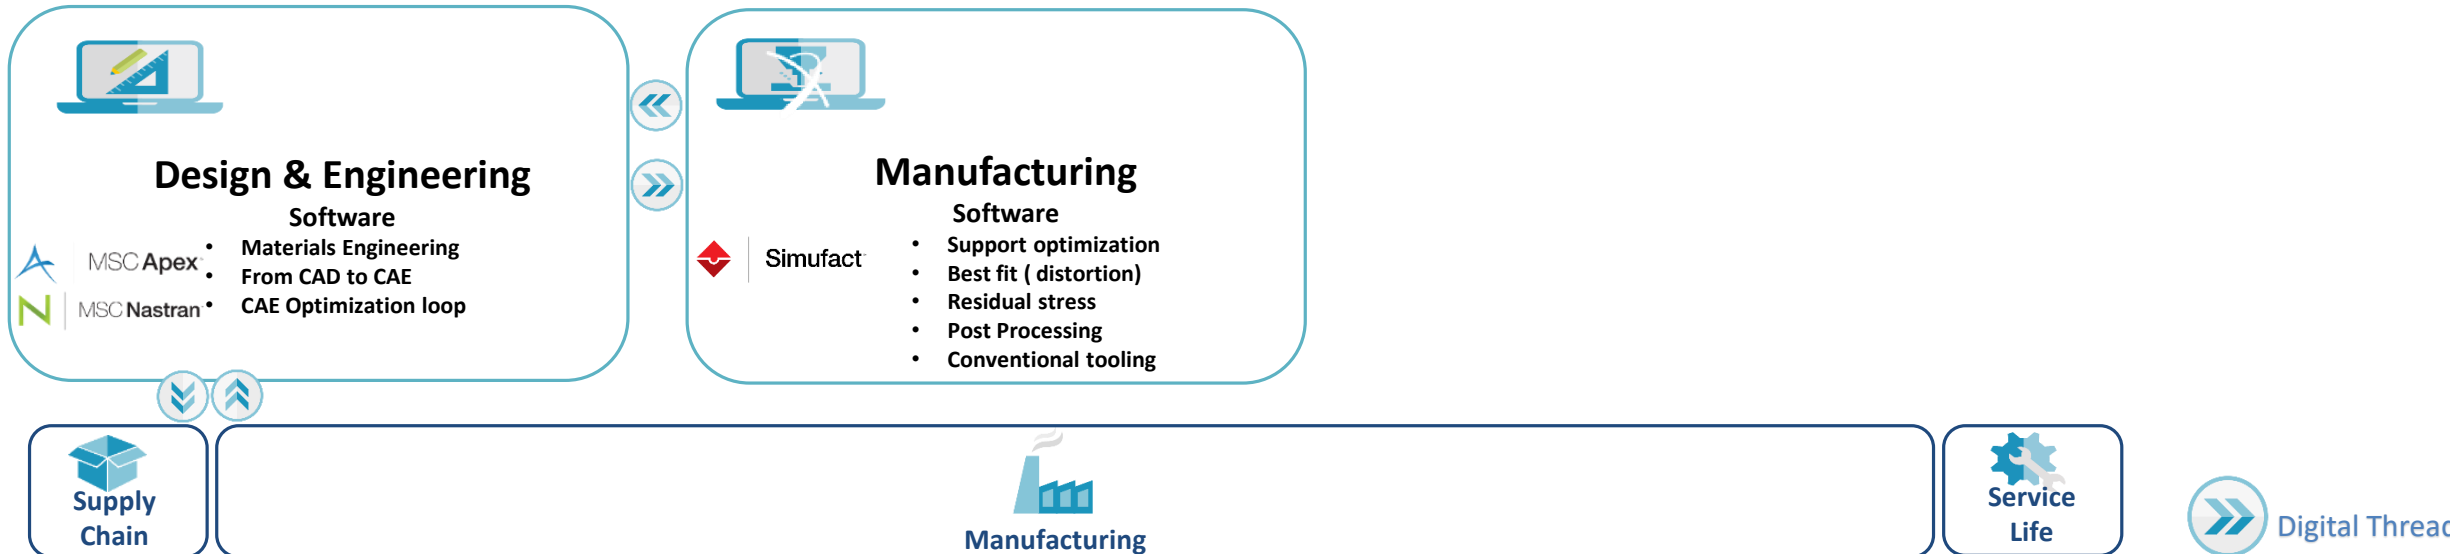 Design & Engineering
Software
• Materials Engineering
• From CAD to CAE
• CAE Optimization loop
MSC Apex
MSC Nastran
Manufacturing
Software
• Support optimization
• Best fit ( distortion)
• Residual stress
• Post Processing
• Conventional tooling
Simufact
Supply
Chain
Manufacturing
Service
Life
Digital Thread